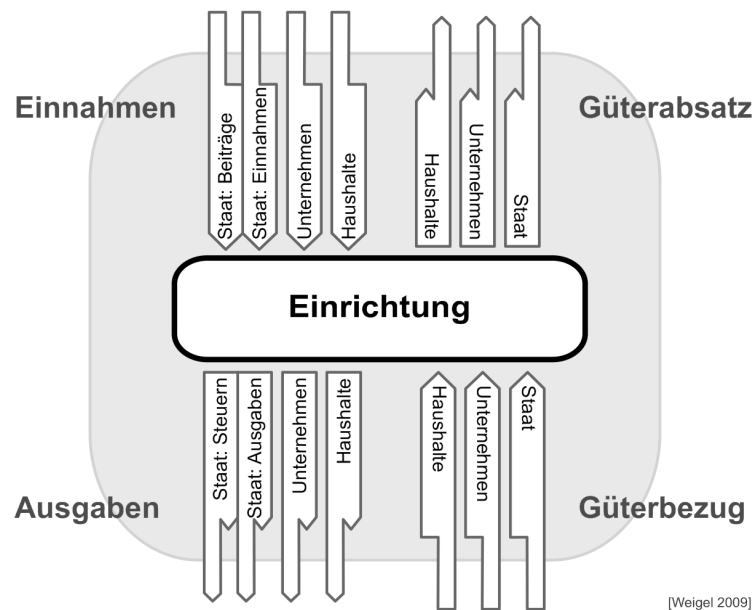 Einnahmen
Staat: Beiträge
Staat: Einnahmen
Unternehmen
Haushalte
Haushalte
Unternehmen
Staat
Güterabsatz
Einrichtung
Ausgaben
Staat: Steuern
Staat: Ausgaben
Unternehmen
Haushalte
Haushalte
Unternehmen
Staat
Güterbezug
[Weigel 2009]